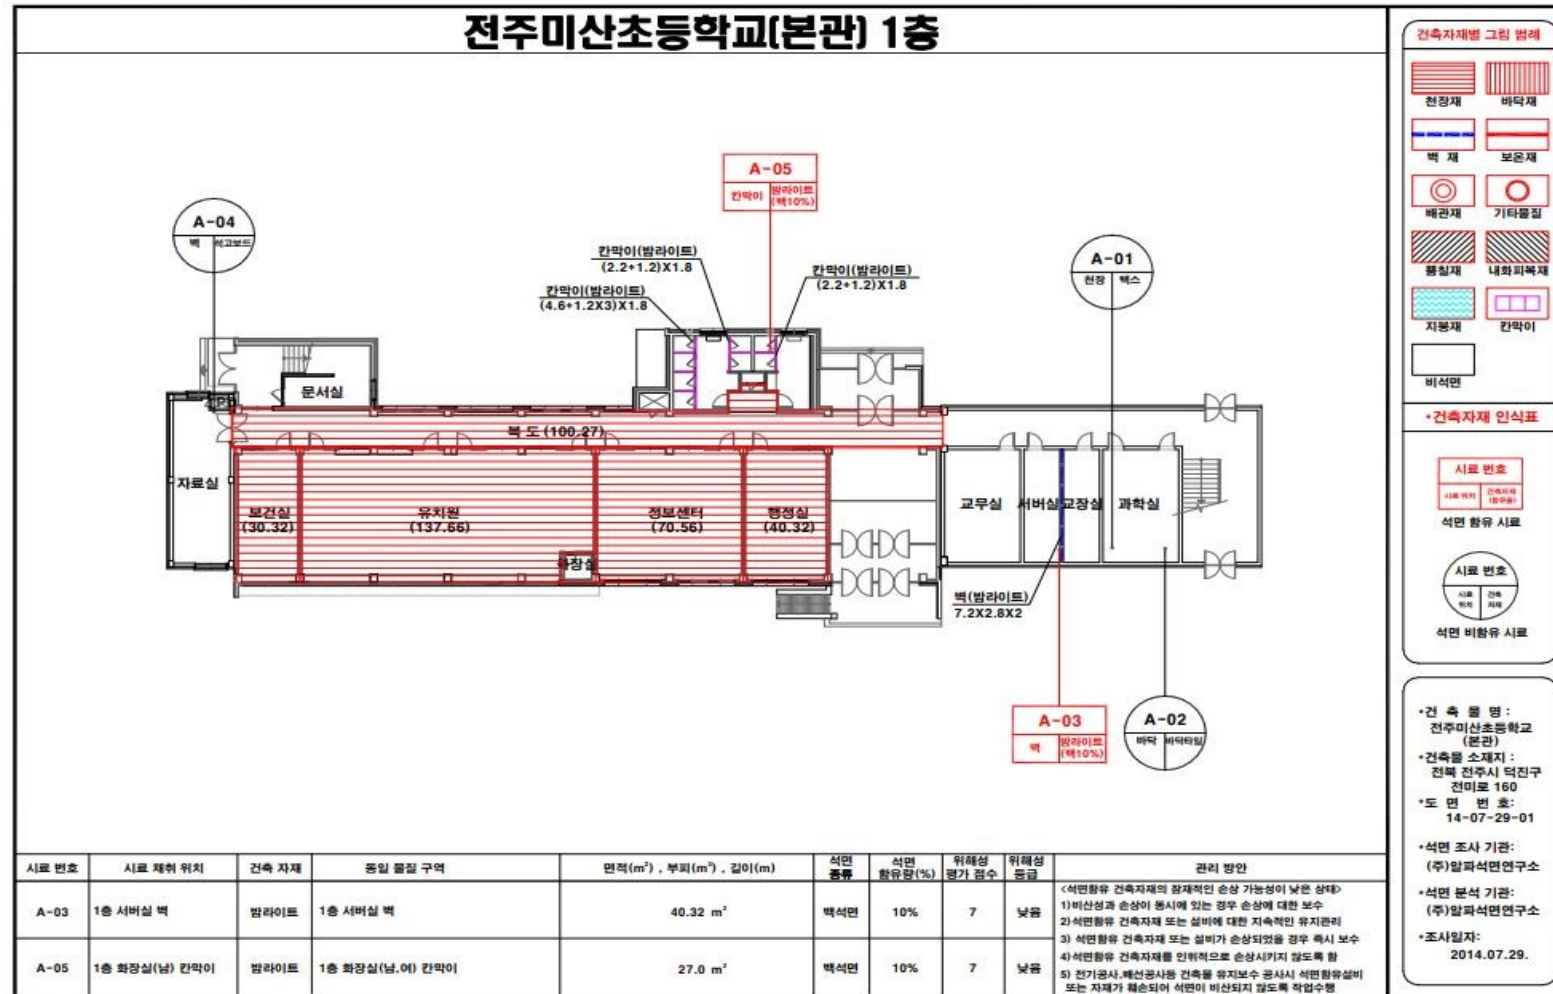 전주미산초등학교(본관) 1층
A-05
칸막이
밤라이트
(백10%)
A-04
벽
석고보드
칸막이(밤라이트)
(2.2+1.2)X1.8
칸막이(밤라이트)
(4.6+1.2X3)X1.8
칸막이(밤라이트)
(2.2+1.2)X1.8
A-01
천장
텍스
문서실
복 도 (100.27)
자료실
보건실
(30.32)
유치원
(137.66)
정보센터
(70.56)
행정실
(40.32)
화장실
교무실
서버실
교장실
과학실
벽(밤라이트)
7.2X2.8X2
A-03
벽
밤라이트
(백10%)
A-02
바닥
바닥타일
건축자재별 그림 범례
천장재
바닥재
벽 재
보온재
배관재
기타물질
뿜칠재
내화피복재
지붕재
칸막이
비석면
*건축자재 인식표
시료 번호
시료 위치
건축자재
(함유율)
석면 함유 시료
시료 번호
시료
위치
건축
자재
석면 비함유 시료
*건 축 물 명 :
전주미산초등학교
(본관)
*건축물 소재지 :
전북 전주시 덕진구
전미로 160
*도 면 번 호:
14-07-29-01
*석면 조사 기관:
(주)알파석면연구소
*석면 분석 기관:
(주)알파석면연구소
*조사일자:
2014.07.29.
시료 번호 시료 채취 위치 건축 자재 동일 물질 구역 면적(m²) , 부피(m³) , 길이(m) 석면 종류 석면 함유량(%) 위해성 평가 점수 위해성 등급 관리 방안
A-03 1층 서버실 벽 밤라이트 1층 서버실 벽 40.32 m² 백석면 10% 7 낮음
A-05 1층 화장실(남) 칸막이 밤라이트 1층 화장실(남,여) 칸막이 27.0 m² 백석면 10% 7 낮음
<석면함유 건축자재의 잠재적인 손상 가능성이 낮은 상태>
1)비산성과 손상이 동시에 있는 경우 손상에 대한 보수
2)석면함유 건축자재 또는 설비에 대한 지속적인 유지관리
3) 석면함유 건축자재 또는 설비가 손상되었을 경우 즉시 보수
4)석면함유 건축자재를 인위적으로 손상시키지 않도록 함
5) 전기공사,배선공사등 건축물 유지보수 공사시 석면함유설비
또는 자재가 훼손되어 석면이 비산되지 않도록 작업수행